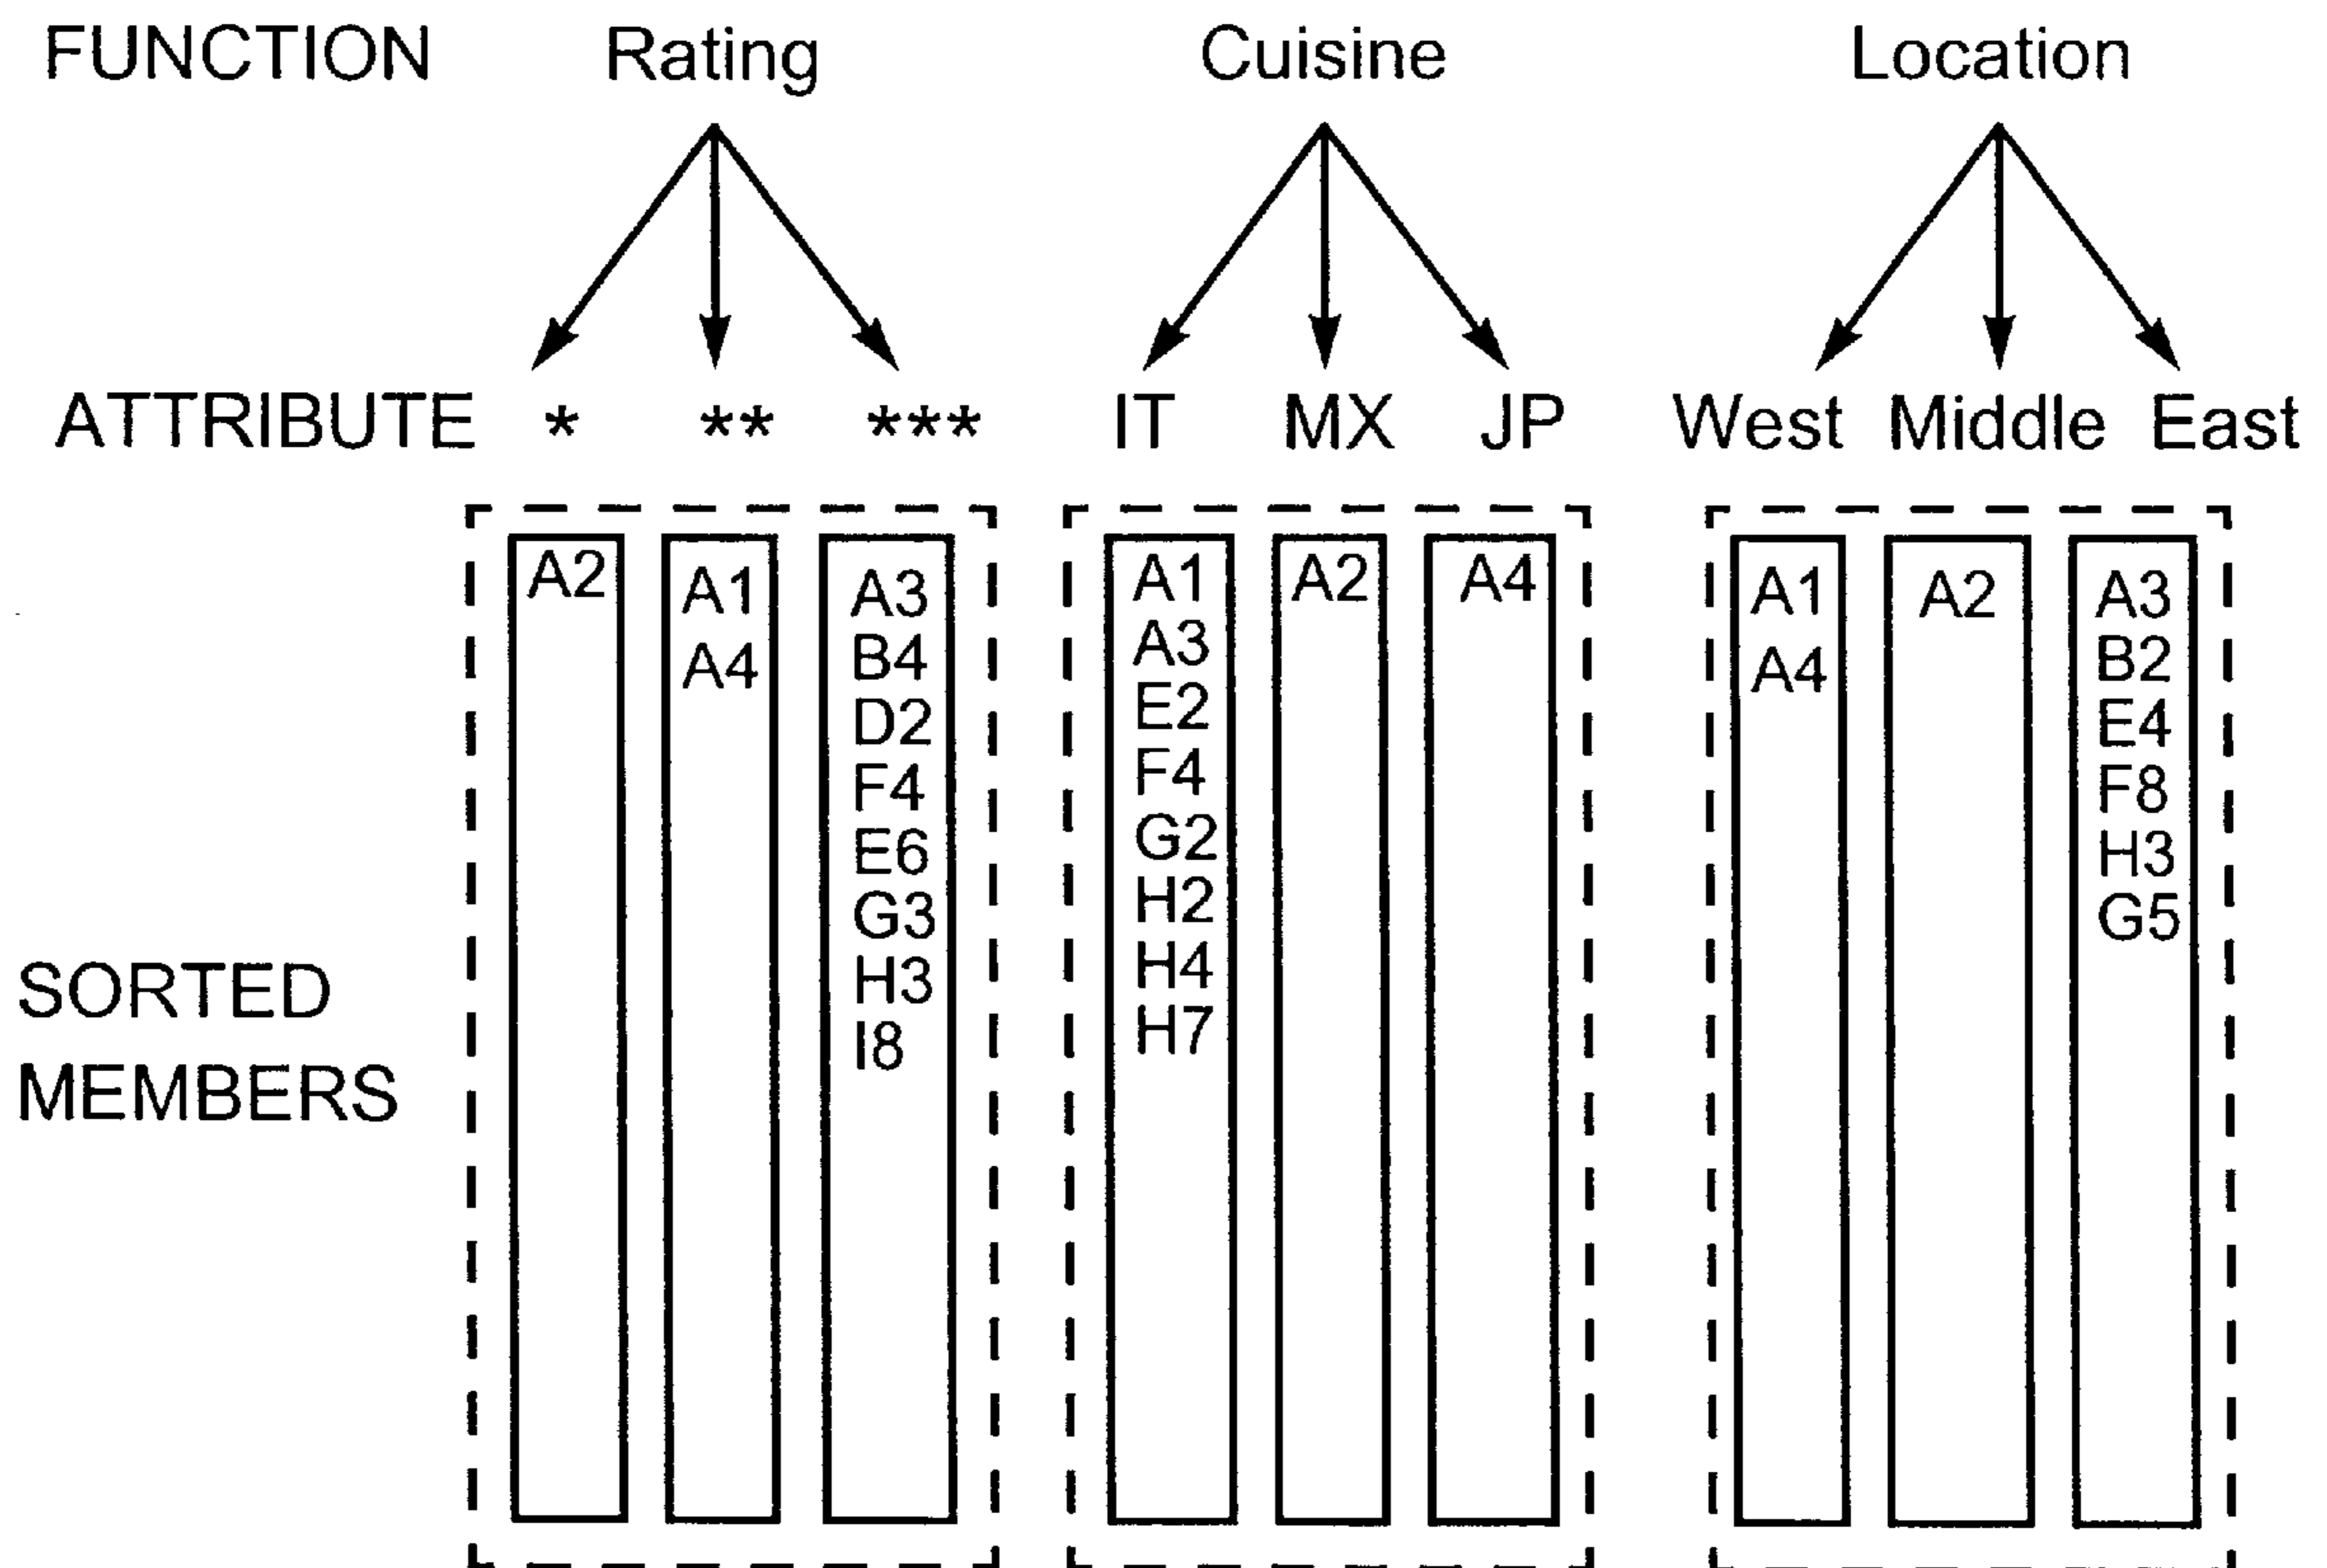 FUNCTION Rating Cuisine Location
ATTRIBUTE * ** *** IT MX JP West Middle East
A2 A1 A3 A1 A2 A4 A1 A2 A3
A4 B4 A3 A4 B2
D2 E2 E4
F4 F4 F8
E6 G2 H3
G3 H2 G5
SORTED H3 H4
I8 H7
MEMBERS